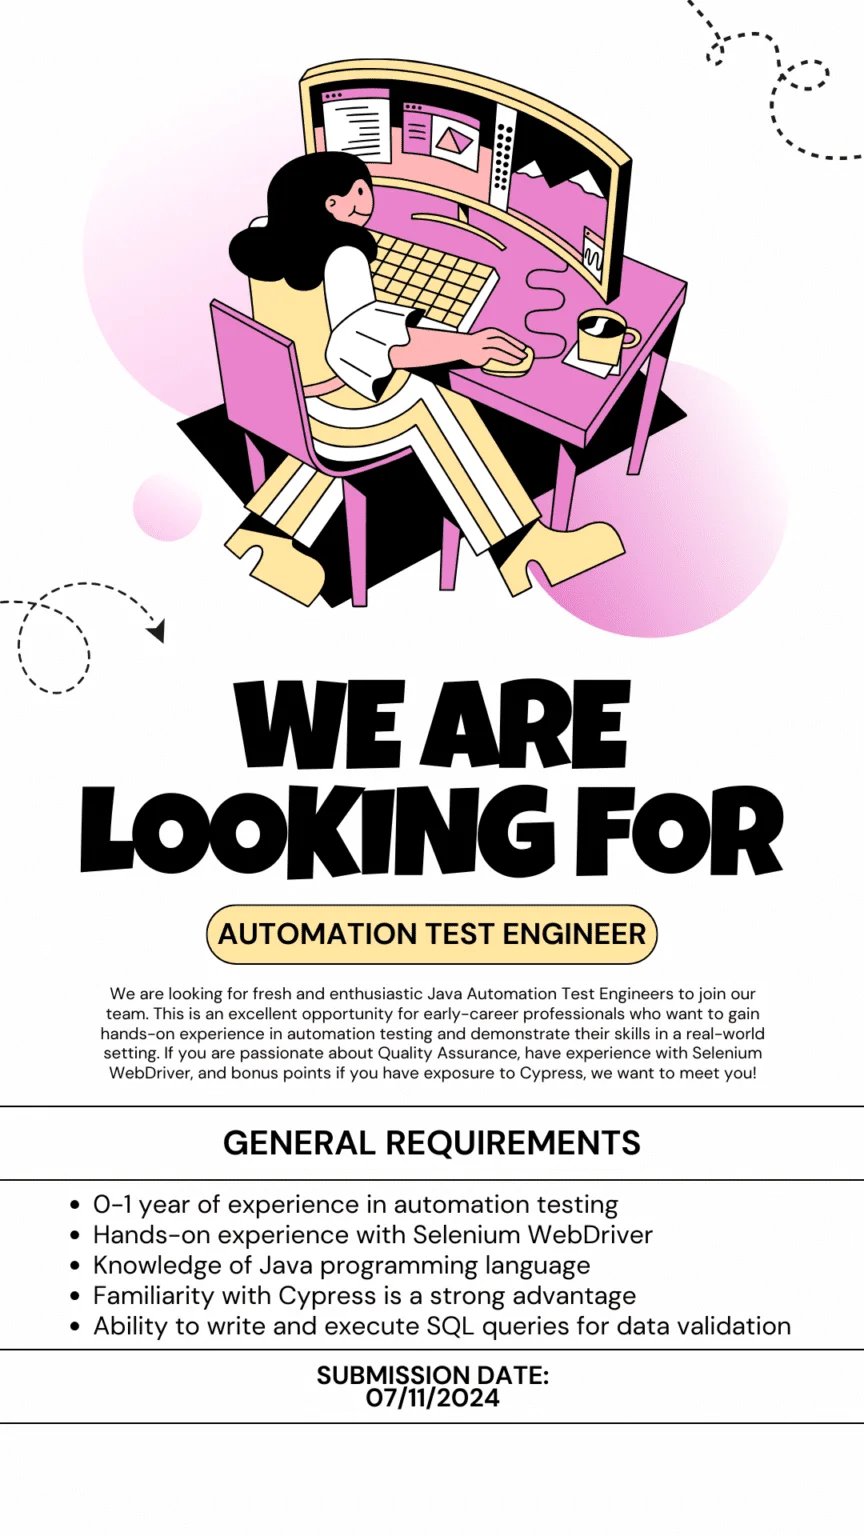 WE ARE
LOOKING FOR
AUTOMATION TEST ENGINEER
We are looking for fresh and enthusiastic Java Automation Test Engineers to join our
team. This is an excellent opportunity for early-career professionals who want to gain
hands-on experience in automation testing and demonstrate their skills in a real-world
setting. If you are passionate about Quality Assurance, have experience with Selenium
WebDriver, and bonus points if you have exposure to Cypress, we want to meet you!
GENERAL REQUIREMENTS
• 0-1 year of experience in automation testing
• Hands-on experience with Selenium WebDriver
• Knowledge of Java programming language
• Familiarity with Cypress is a strong advantage
• Ability to write and execute SQL queries for data validation
SUBMISSION DATE:
07/11/2024